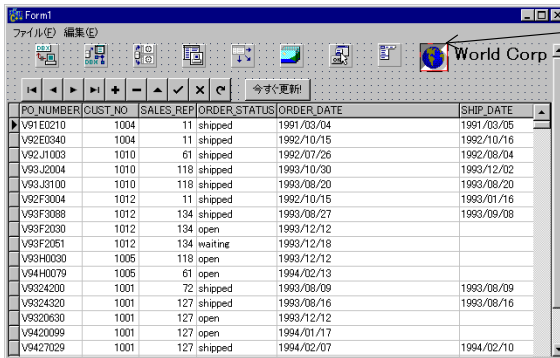 Form1
ファイル(F) 編集(E)
World Corp
今すぐ更新!
PO_NUMBER CUST_NO SALES_REP ORDER_STATUS ORDER_DATE SHIP_DATE
V91E0210 1004 11 shipped 1991/03/04 1991/03/05
V92E0340 1004 11 shipped 1992/10/15 1992/10/16
V92J1003 1010 61 shipped 1992/07/26 1992/08/04
V93J2004 1010 118 shipped 1993/10/30 1993/12/02
V93J3100 1010 118 shipped 1993/08/20 1993/08/20
V92F3004 1012 11 shipped 1992/10/15 1993/01/16
V93F3088 1012 134 shipped 1993/08/27 1993/09/08
V93F2030 1012 134 open 1993/12/12
V93F2051 1012 134 waiting 1993/12/18
V93H0030 1005 118 open 1993/12/12
V94H0079 1005 61 open 1994/02/13
V9324200 1001 72 shipped 1993/08/09 1993/08/09
V9324320 1001 127 shipped 1993/08/16 1993/08/16
V9320630 1001 127 open 1993/12/12
V9420099 1001 127 open 1994/01/17
V9427029 1001 127 shipped 1994/02/07 1994/02/10